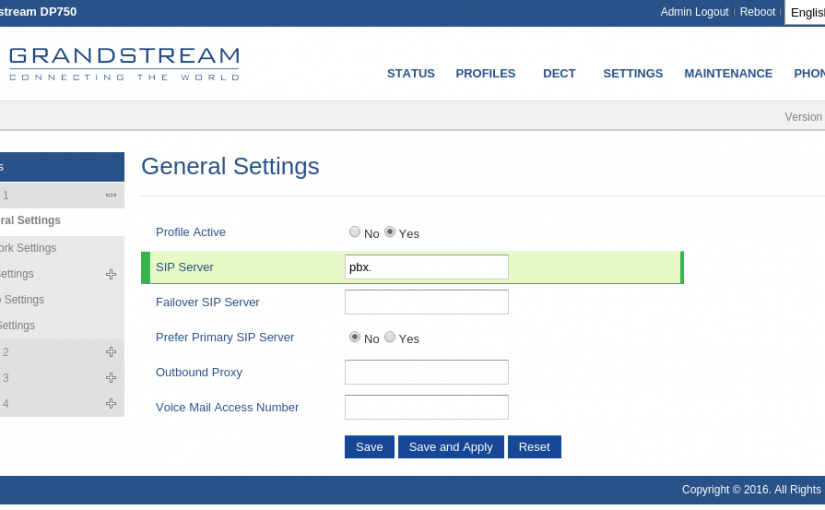 stream DP750
Admin Logout | Reboot | English
GRANDSTREAM
CONNECTING THE WORLD
STATUS PROFILES DECT SETTINGS MAINTENANCE PHON
Version
s
General Settings
1
ral Settings
Profile Active No Yes
ork Settings
SIP Server pbx.
Settings
Failover SIP Server
o Settings
Settings
Prefer Primary SIP Server No Yes
2
Outbound Proxy
3
4
Voice Mail Access Number
Save Save and Apply Reset
Copyright © 2016. All Rights